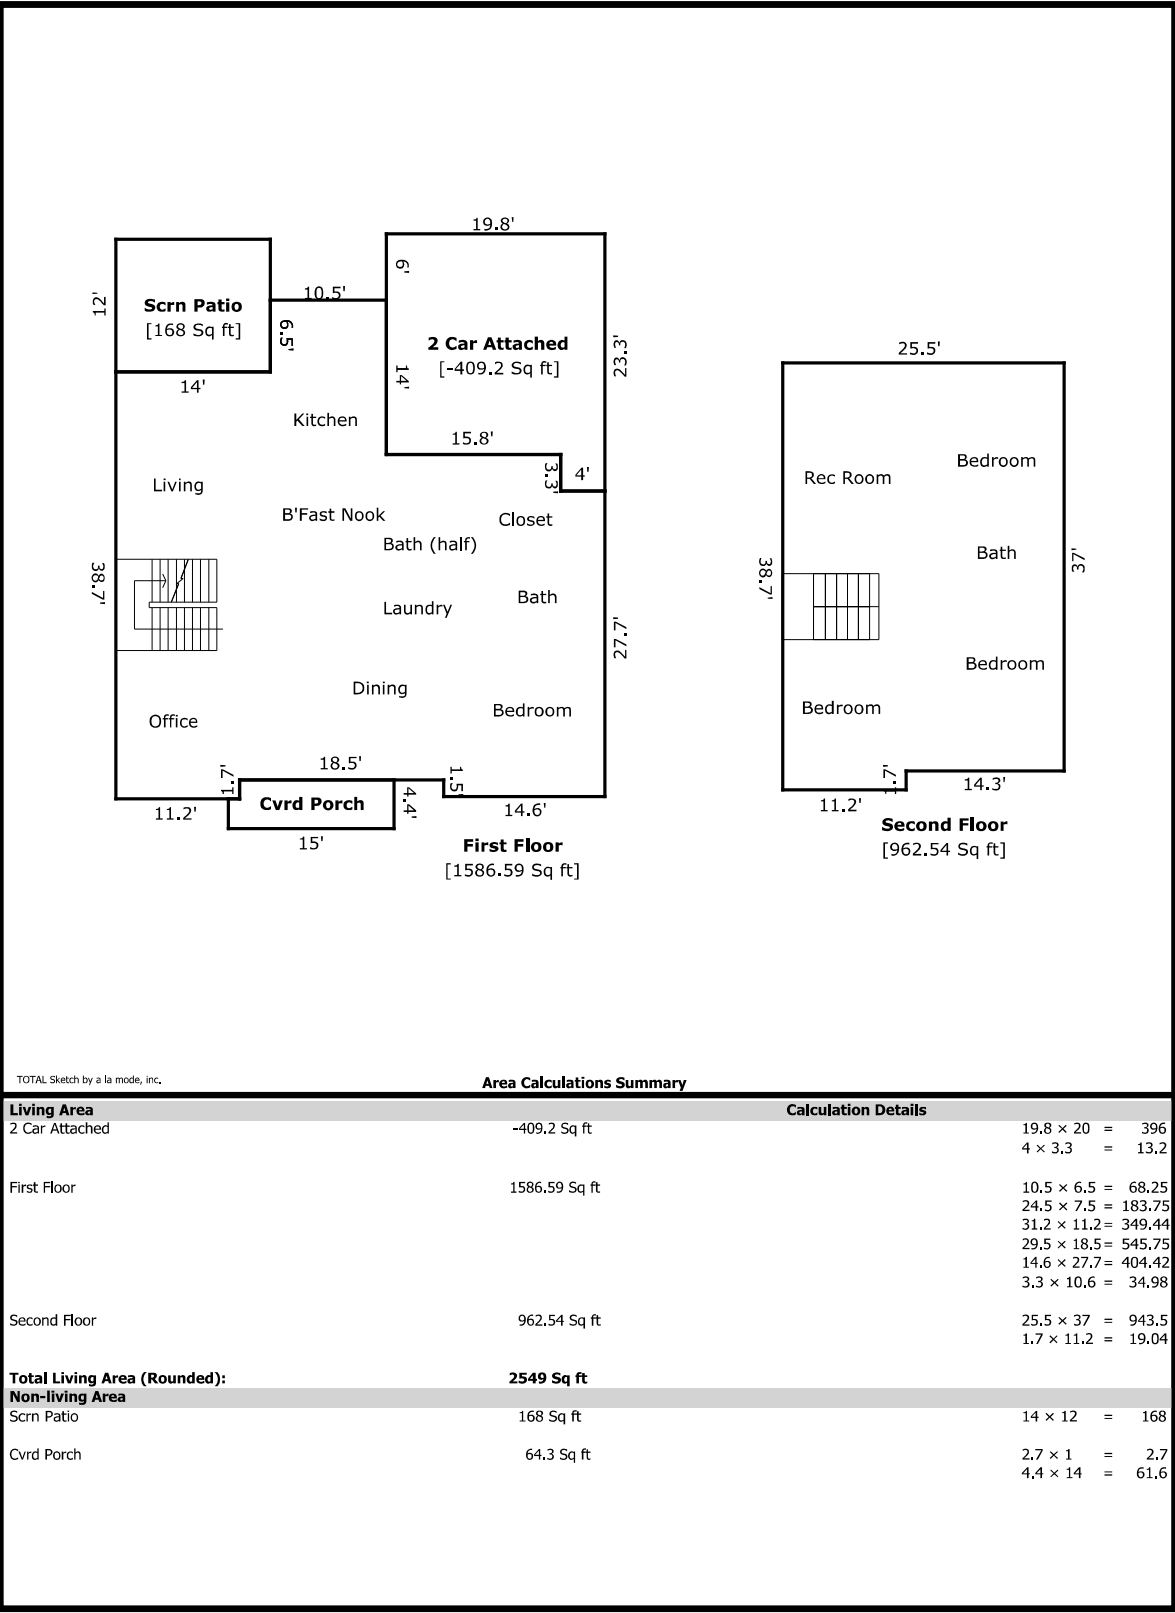 19.8'
6'
12'
10.5'
Scrn Patio
[168 Sq ft]
6.5'
2 Car Attached
[-409.2 Sq ft]
23.3'
14'
14'
25.5'
Kitchen
15.8'
3.3'
4'
Living
B'Fast Nook
Closet
Bath (half)
Rec Room
Bedroom
38.7'
Laundry
Bath
27.7'
38.7'
Bath
37'
Dining
Bedroom
Office
Bedroom
Bedroom
18.5'
1.7'
1.5'
Cvrd Porch
4.4'
11.2'
14.6'
15'
First Floor
[1586.59 Sq ft]
1.7'
14.3'
11.2'
Second Floor
[962.54 Sq ft]
TOTAL Sketch by a la mode, inc.
Area Calculations Summary
Living Area Calculation Details
2 Car Attached -409.2 Sq ft 19.8 × 20 = 396
4 × 3.3 = 13.2
First Floor 1586.59 Sq ft 10.5 × 6.5 = 68.25
24.5 × 7.5 = 183.75
31.2 × 11.2= 349.44
29.5 × 18.5= 545.75
14.6 × 27.7= 404.42
3.3 × 10.6 = 34.98
Second Floor 962.54 Sq ft 25.5 × 37 = 943.5
1.7 × 11.2 = 19.04
Total Living Area (Rounded): 2549 Sq ft
Non-living Area
Scrn Patio 168 Sq ft 14 × 12 = 168
Cvrd Porch 64.3 Sq ft 2.7 × 1 = 2.7
4.4 × 14 = 61.6